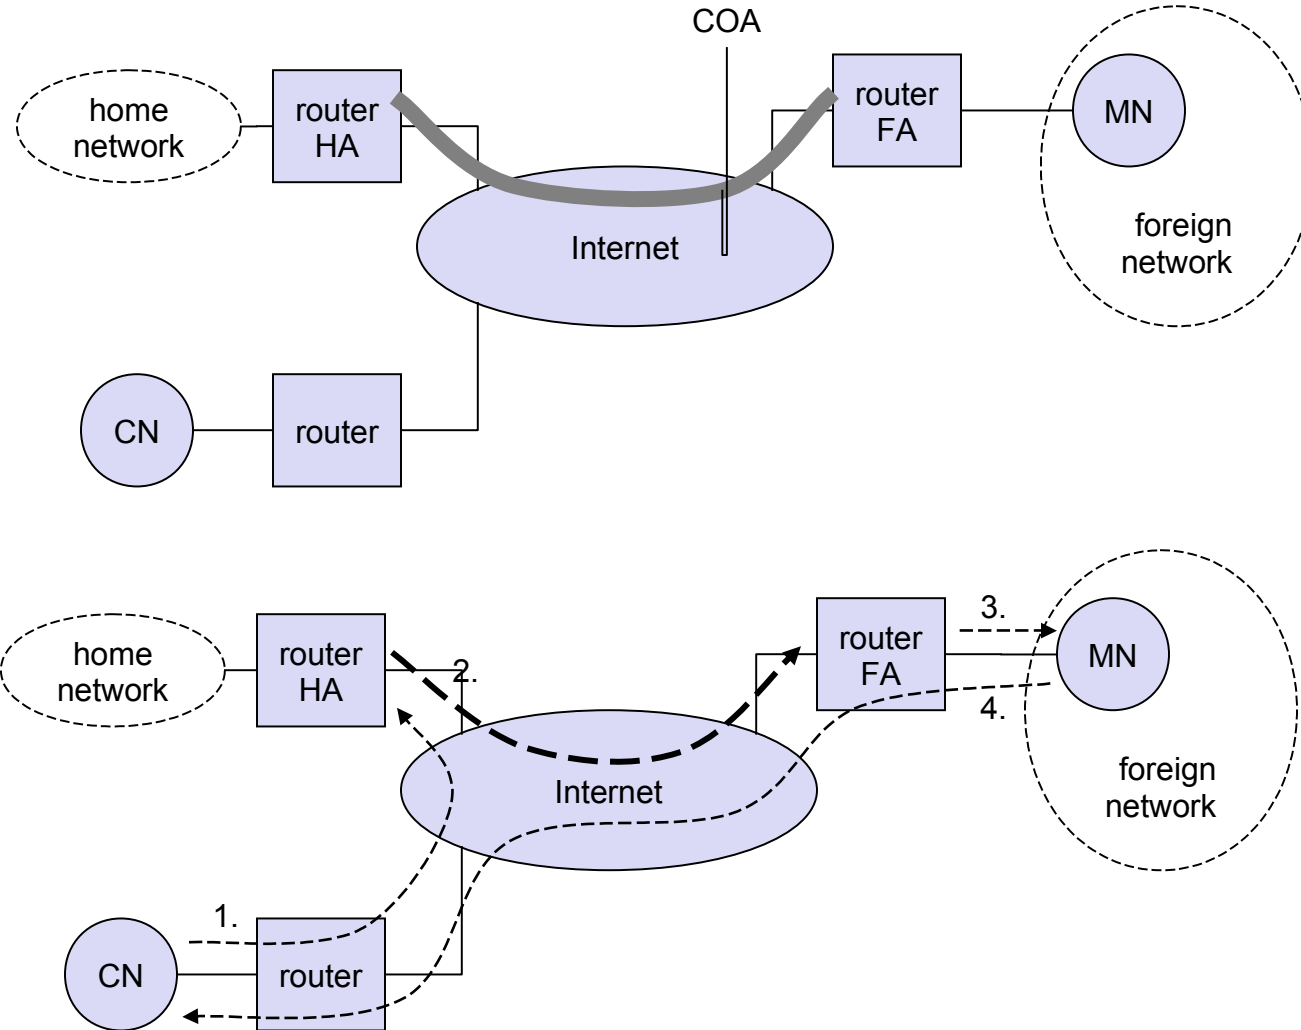 COA
home
network
router
HA
router
FA
MN
Internet
foreign
network
CN
router
home
network
router
HA
2.
router
FA
3.
MN
4.
Internet
foreign
network
1.
CN
router